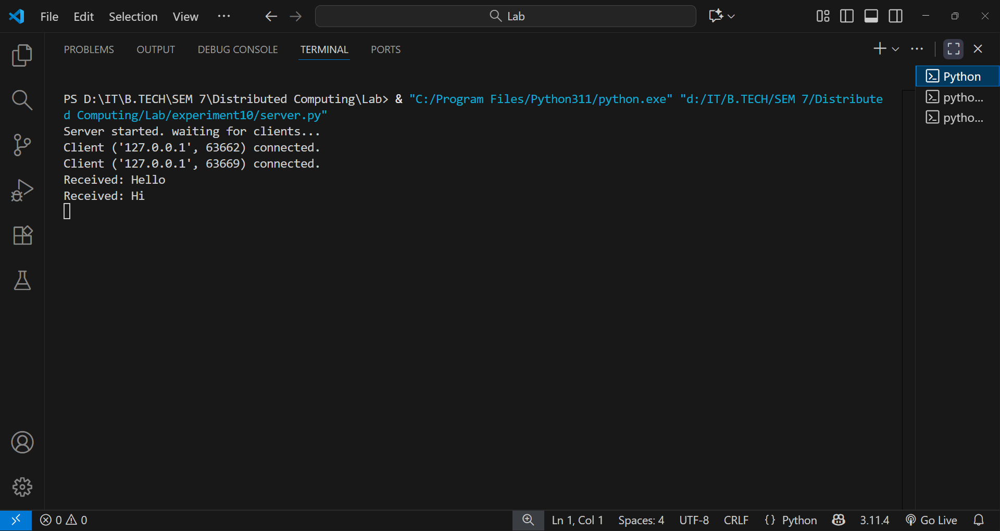 File Edit Selection View ··· Lab
PROBLEMS OUTPUT DEBUG CONSOLE TERMINAL PORTS
Python
pytho...
pytho...
PS D:\IT\B.TECH\SEM 7\Distributed Computing\Lab> & "C:/Program Files/Python311/python.exe" "d:/IT/B.TECH/SEM 7/Distribute
d Computing/Lab/experiment10/server.py"
Server started. waiting for clients...
Client ('127.0.0.1', 63662) connected.
Client ('127.0.0.1', 63669) connected.
Received: Hello
Received: Hi
0 0 Ln 1, Col 1 Spaces: 4 UTF-8 CRLF {} Python 3.11.4 Go Live